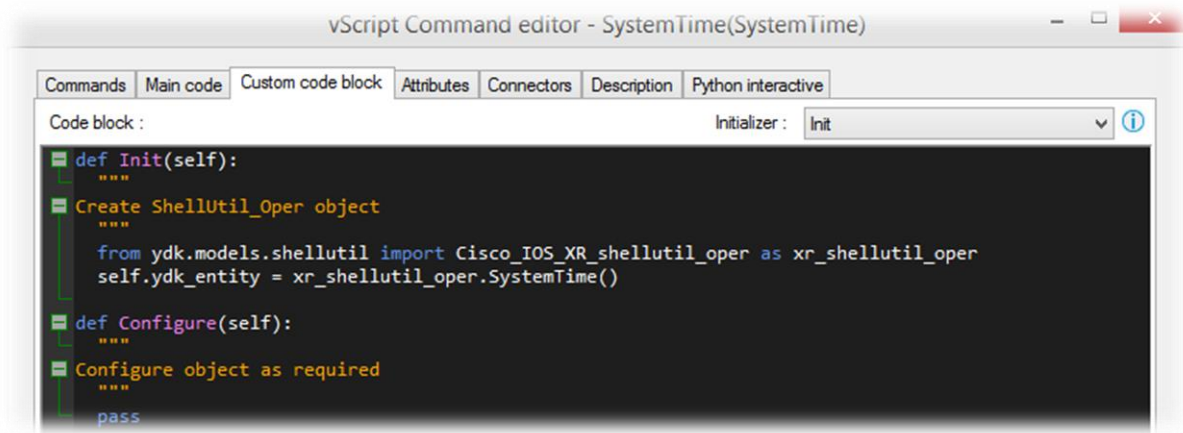 vScript Command editor - SystemTime(SystemTime)
Commands Main code Custom code block Attributes Connectors Description Python interactive
Code block : Initializer : Init
def Init(self):
"""
Create ShellUtil_Oper object
"""
from ydk.models.shellutil import Cisco_IOS_XR_shellutil_oper as xr_shellutil_oper
self.ydk_entity = xr_shellutil_oper.SystemTime()
def Configure(self):
"""
Configure object as required
"""
pass